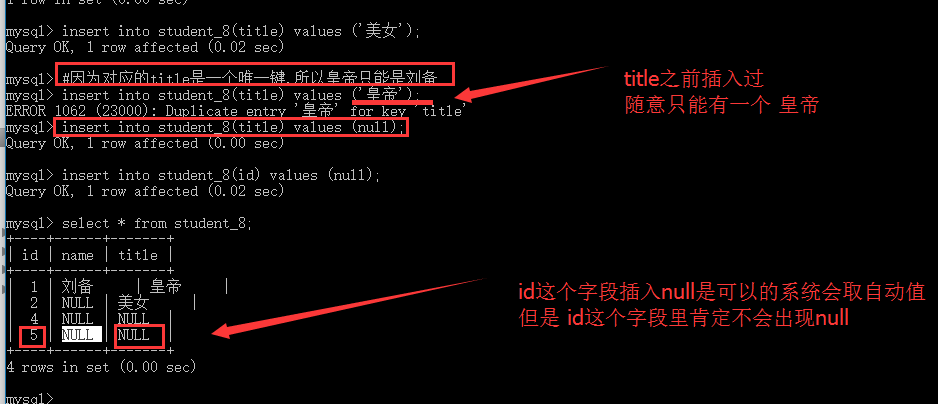 1 row in set (0.00 sec)
mysql> insert into student_8(title) values ('美女');
Query OK, 1 row affected (0.02 sec)
mysql> #因为对应的title是一个唯一键,所以皇帝只能是刘备
mysql> insert into student_8(title) values ('皇帝');
ERROR 1062 (23000): Duplicate entry '皇帝' for key 'title'
mysql> insert into student_8(title) values (null);
Query OK, 1 row affected (0.00 sec)
mysql> insert into student_8(id) values (null);
Query OK, 1 row affected (0.02 sec)
mysql> select * from student_8;
+----+------+-------+
| id | name | title |
+----+------+-------+
| 1 | 刘备 | 皇帝 |
| 2 | NULL | 美女 |
| 4 | NULL | NULL |
| 5 | NULL | NULL |
+----+------+-------+
4 rows in set (0.00 sec)
mysql>
title之前插入过
随意只能有一个 皇帝
id这个字段插入null是可以的系统会取自动值
但是 id这个字段里肯定不会出现null